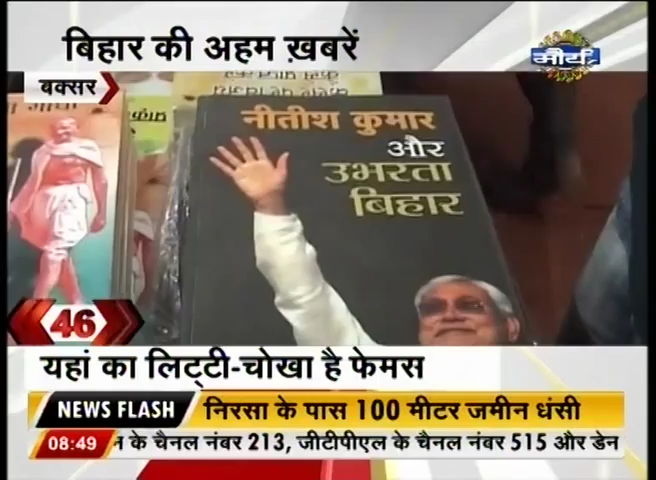 बिहार की अहम ख़बरें
मौर्य
बक्सर
नीतीश कुमार
और
उभरता
बिहार
46
यहां का लिट्टी-चोखा है फेमस
NEWS FLASH
निरसा के पास 100 मीटर जमीन धंसी
08:49
के चैनल नंबर 213, जीटीपीएल के चैनल नंबर 515 और डेन